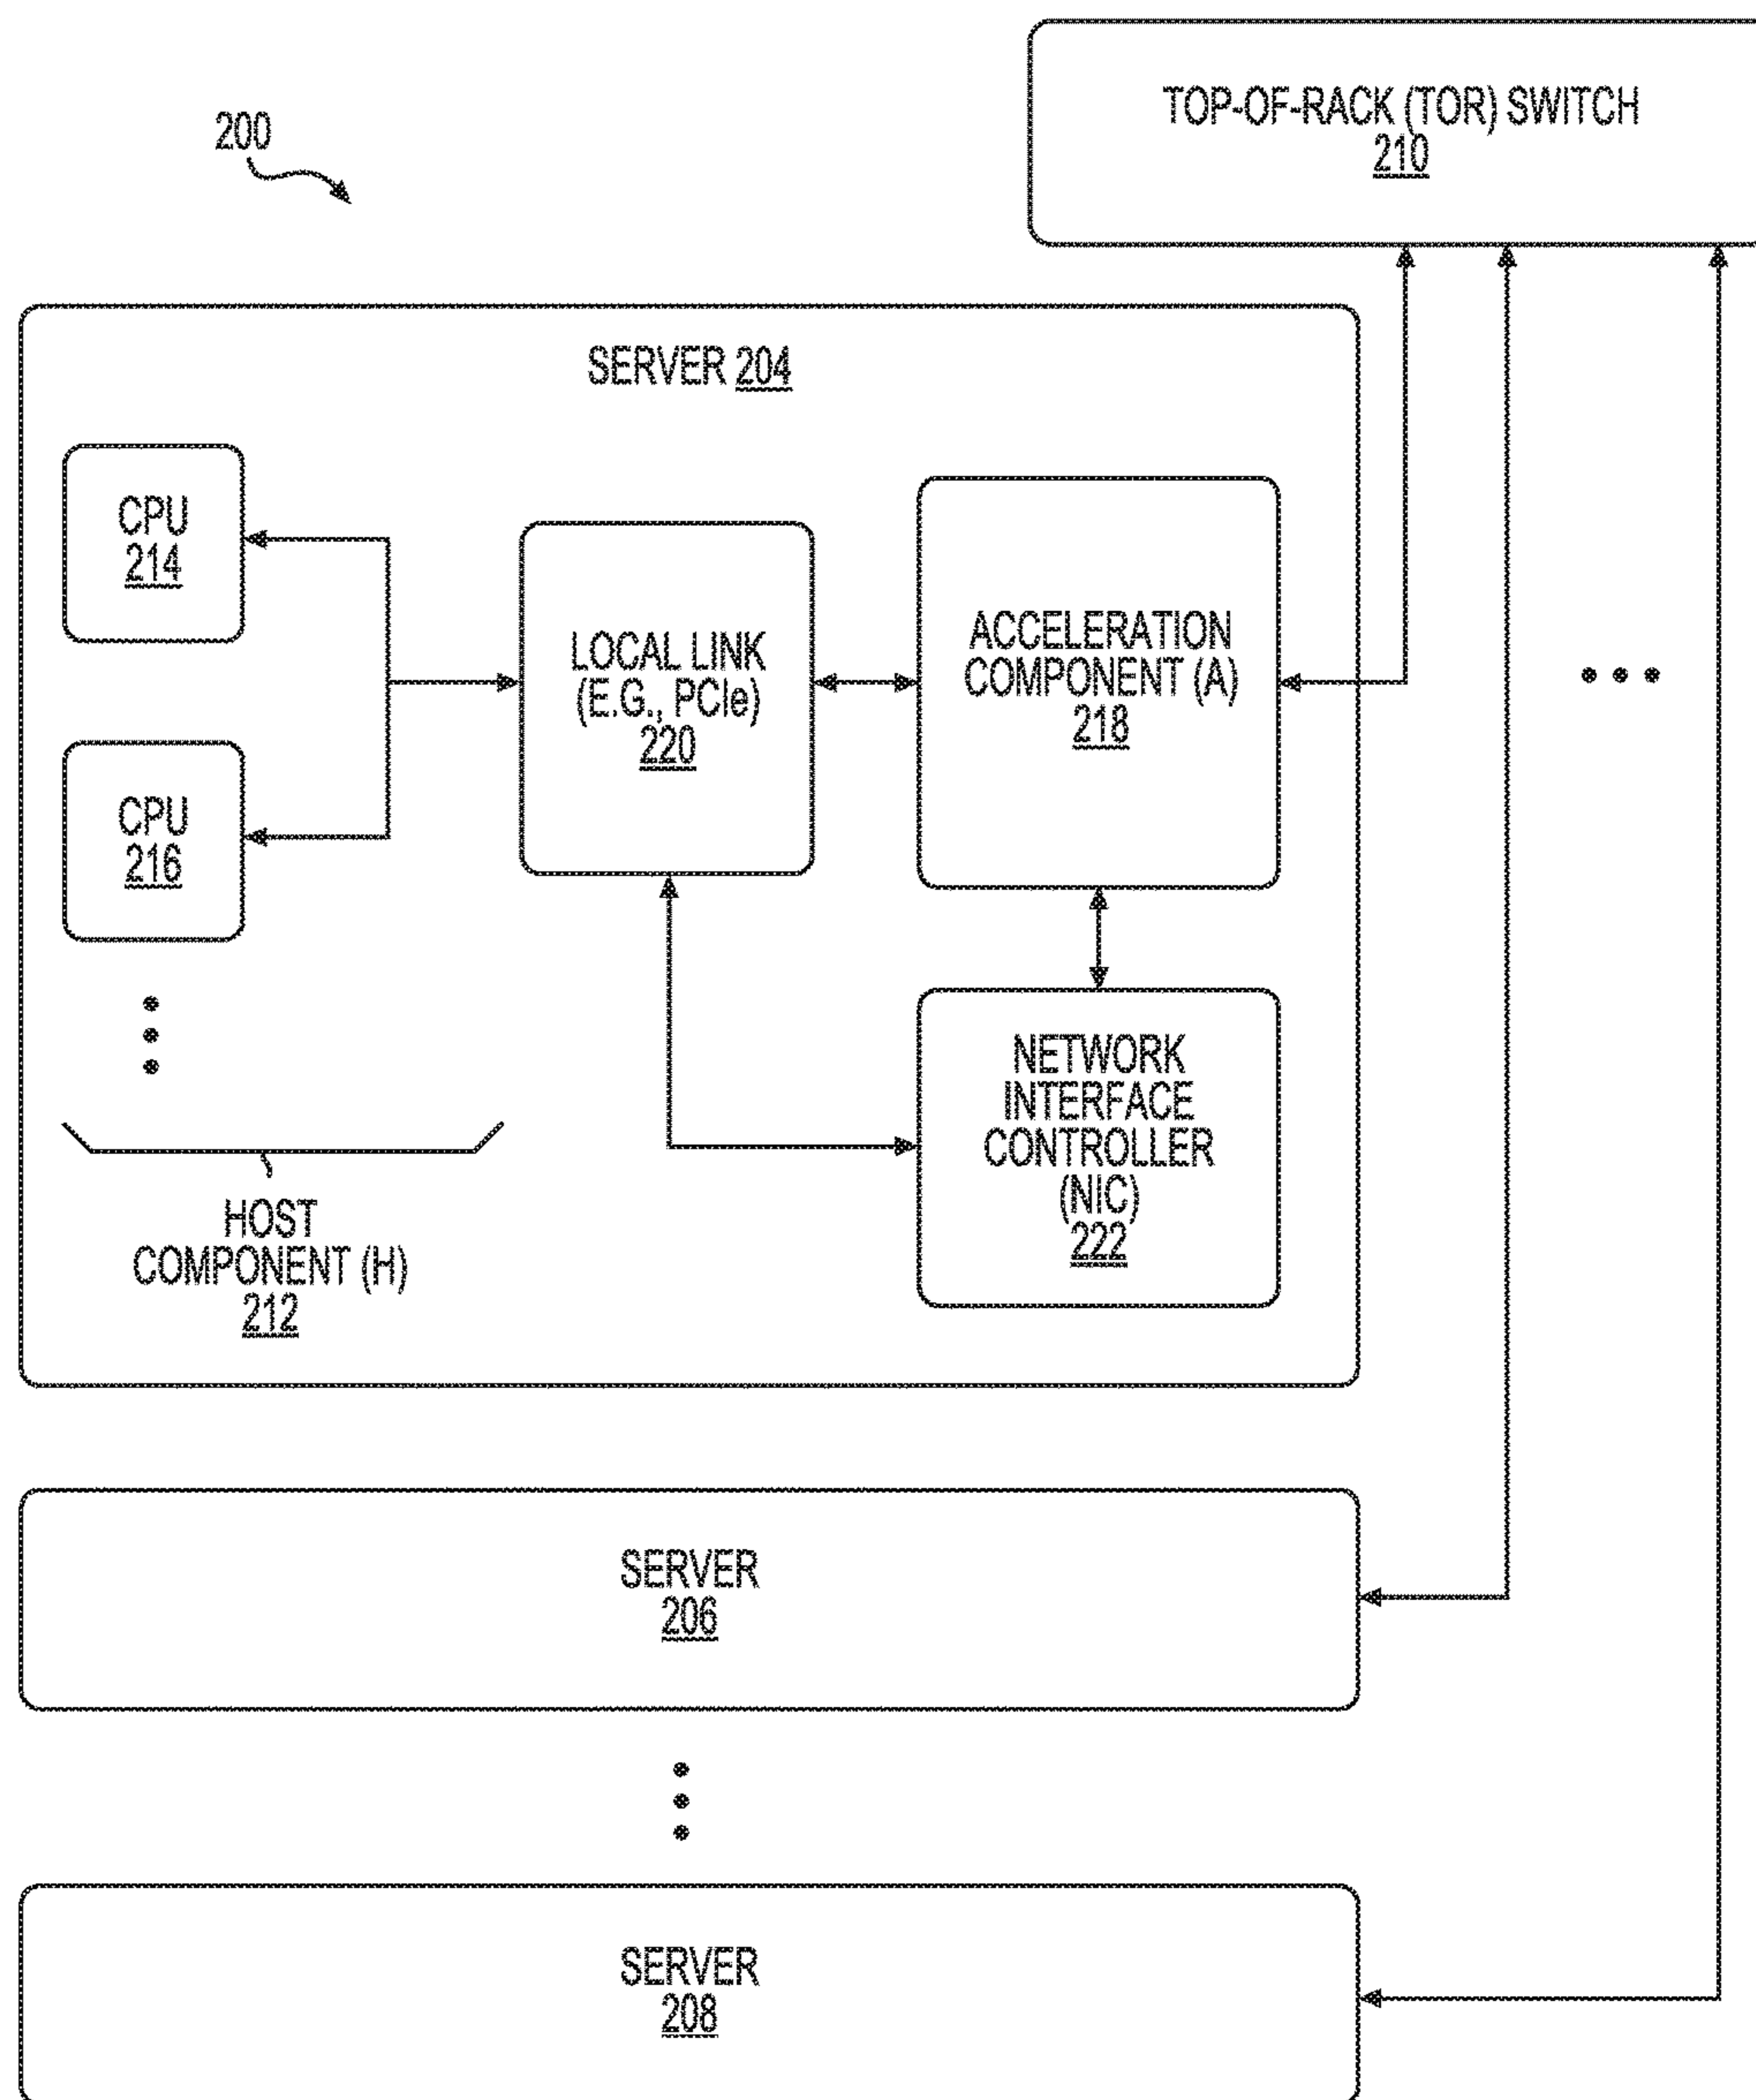 200
TOP-OF-RACK (TOR) SWITCH
210
SERVER 204
CPU
214
CPU
216
LOCAL LINK
(E.G., PCIe)
220
ACCELERATION
COMPONENT (A)
218
NETWORK
INTERFACE
CONTROLLER
(NIC)
222
HOST
COMPONENT (H)
212
SERVER
206
SERVER
208